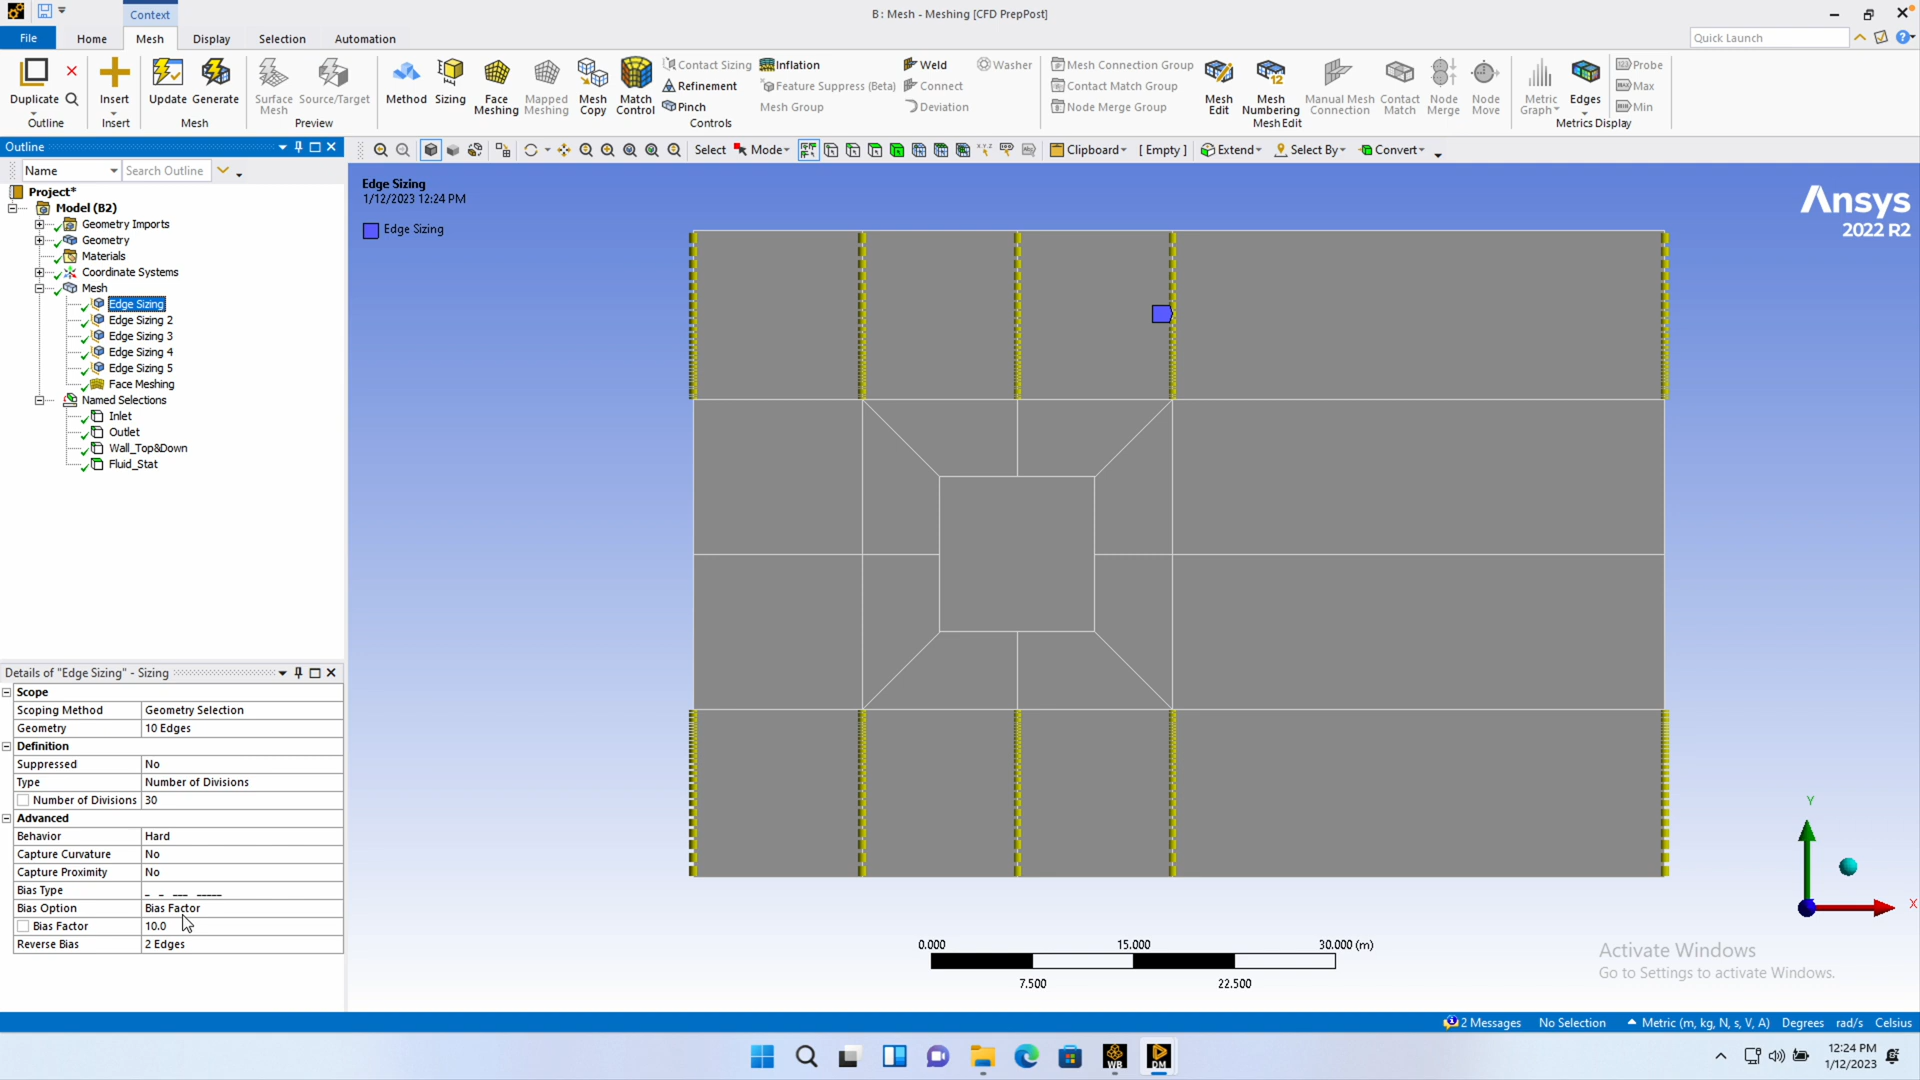 Context
B : Mesh - Meshing [CFD PrepPost]
File
Home
Mesh
Display
Selection
Automation
Quick Launch
Duplicate
Outline
Insert
Insert
Update
Generate
Mesh
Surface Mesh
Source/Target
Preview
Method
Sizing
Face Meshing
Mapped Meshing
Mesh Copy
Match Control
Contact Sizing
Refinement
Pinch
Inflation
Feature Suppress (Beta)
Mesh Group
Weld
Connect
Deviation
Washer
Controls
Mesh Connection Group
Contact Match Group
Node Merge Group
Mesh Edit
Mesh Numbering
Manual Mesh Connection
Contact Match
Node Merge
Node Move
Mesh Edit
Metric Graph
Edges
Probe
Max
Min
Metrics Display
Outline
Select
Mode
Clipboard
[ Empty ]
Extend
Select By
Convert
Name
Search Outline
Project*
Model (B2)
Geometry Imports
Geometry
Materials
Coordinate Systems
Mesh
Edge Sizing
Edge Sizing 2
Edge Sizing 3
Edge Sizing 4
Edge Sizing 5
Face Meshing
Named Selections
Inlet
Outlet
Wall_Top&Down
Fluid_Stat
Edge Sizing
1/12/2023 12:24 PM
Edge Sizing
Ansys
2022 R2
Details of "Edge Sizing" - Sizing
Scope
Scoping Method Geometry Selection
Geometry 10 Edges
Definition
Suppressed No
Type Number of Divisions
Number of Divisions 30
Advanced
Behavior Hard
Capture Curvature No
Capture Proximity No
Bias Type _ _ ___ _____
Bias Option Bias Factor
Bias Factor 10.0
Reverse Bias 2 Edges
Y
X
0.000 15.000 30.000 (m)
7.500 22.500
Activate Windows
Go to Settings to activate Windows.
2 Messages
No Selection
Metric (m, kg, N, s, V, A)
Degrees
rad/s
Celsius
WB
DM
12:24 PM
1/12/2023